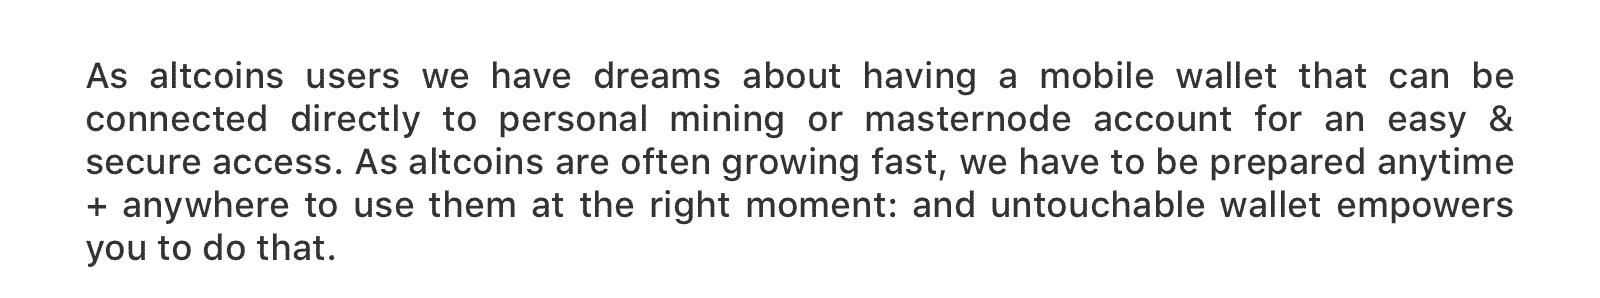 As altcoins users we have dreams about having a mobile wallet that can be
connected directly to personal mining or masternode account for an easy &
secure access. As altcoins are often growing fast, we have to be prepared anytime
+ anywhere to use them at the right moment: and untouchable wallet empowers
you to do that.